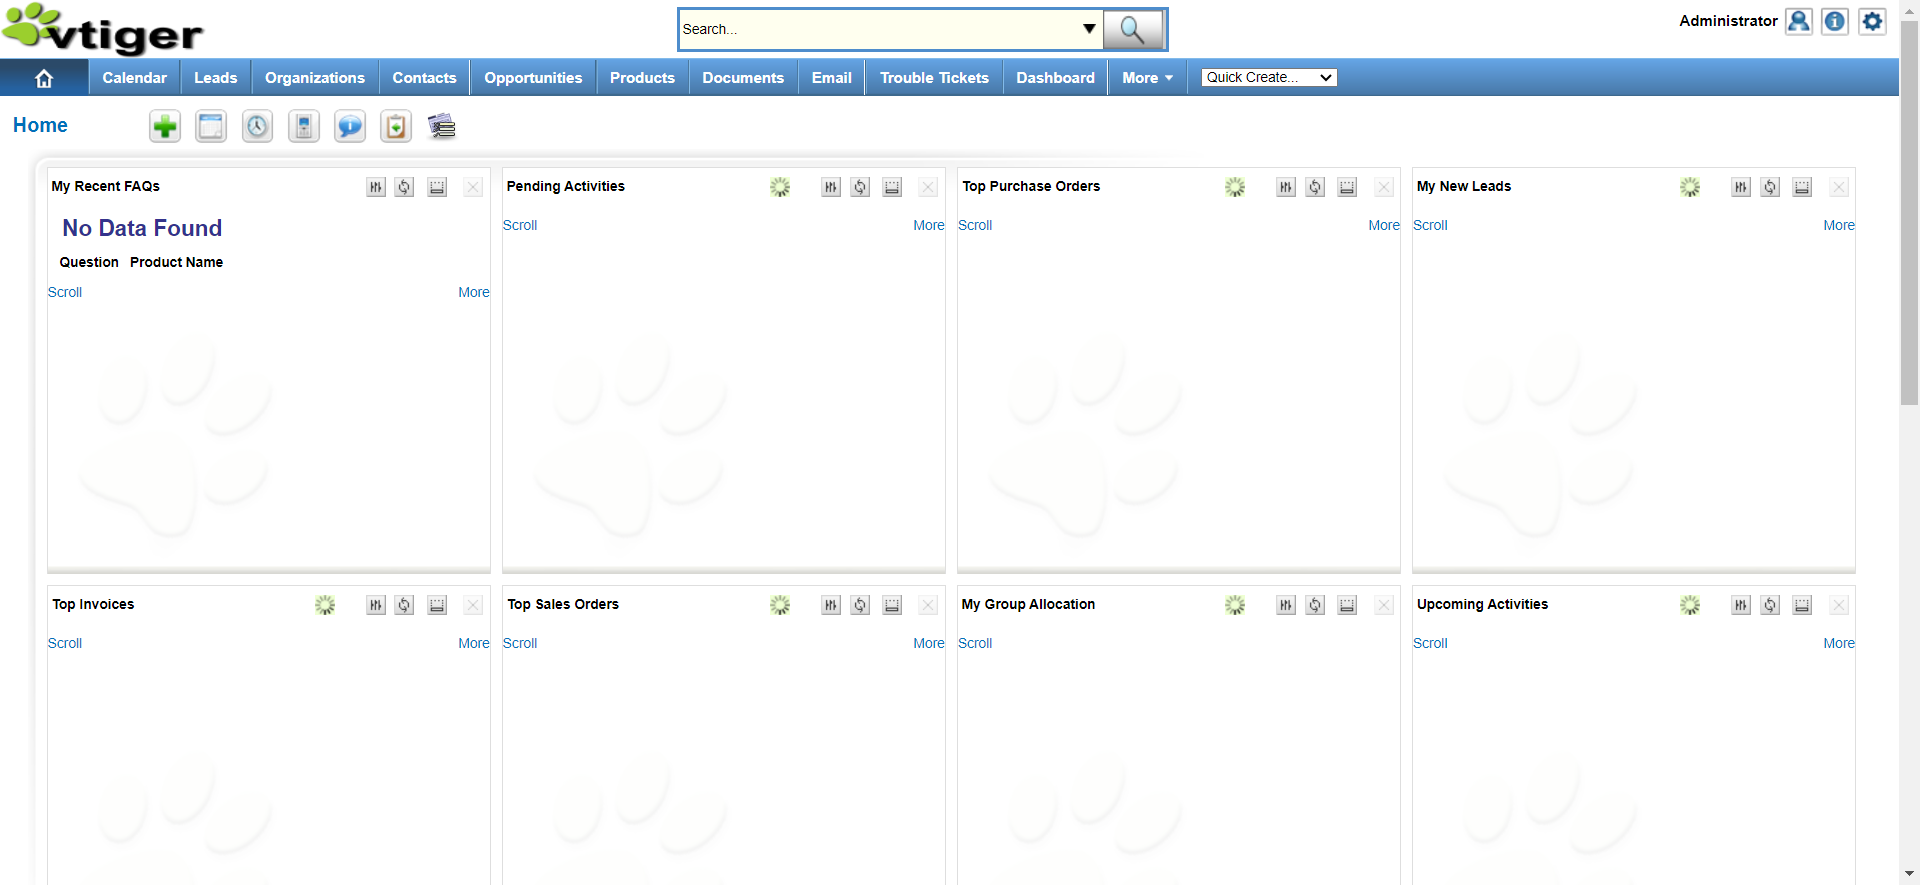 vtiger
Search...
Administrator
Calendar Leads Organizations Contacts Opportunities Products Documents Email Trouble Tickets Dashboard More Quick Create...
Home
My Recent FAQs
No Data Found
Question Product Name
Scroll More
Pending Activities
Scroll More
Top Purchase Orders
Scroll More
My New Leads
Scroll More
Top Invoices
Scroll More
Top Sales Orders
Scroll More
My Group Allocation
Scroll
Upcoming Activities
Scroll More